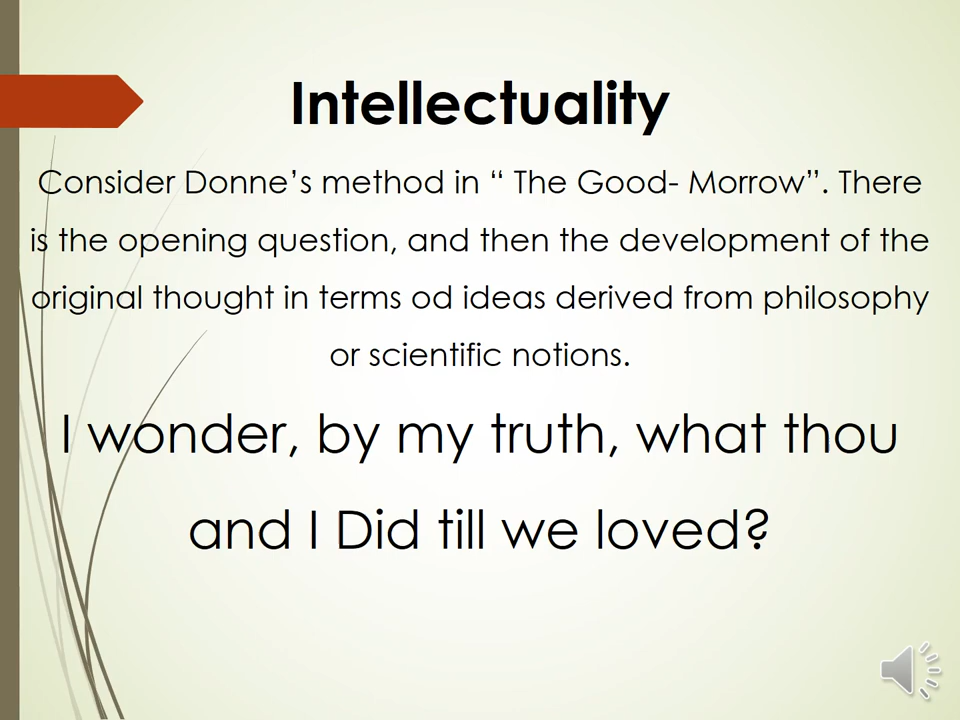 Intellectuality
Consider Donne’s method in “ The Good- Morrow”. There
is the opening question, and then the development of the
original thought in terms od ideas derived from philosophy
or scientific notions.
I wonder, by my truth, what thou
and I Did till we loved?